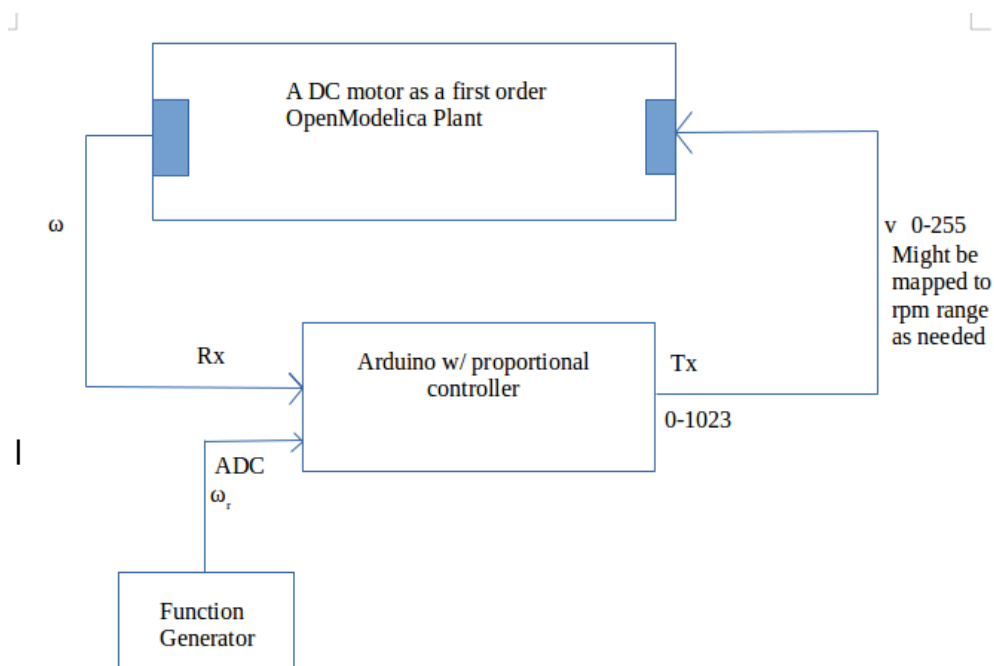 A DC motor as a first order
OpenModelica Plant
ω
v 0-255
Might be
mapped to
rpm range
as needed
Rx
Arduino w/ proportional
controller
Tx
0-1023
ADC
ωr
Function
Generator